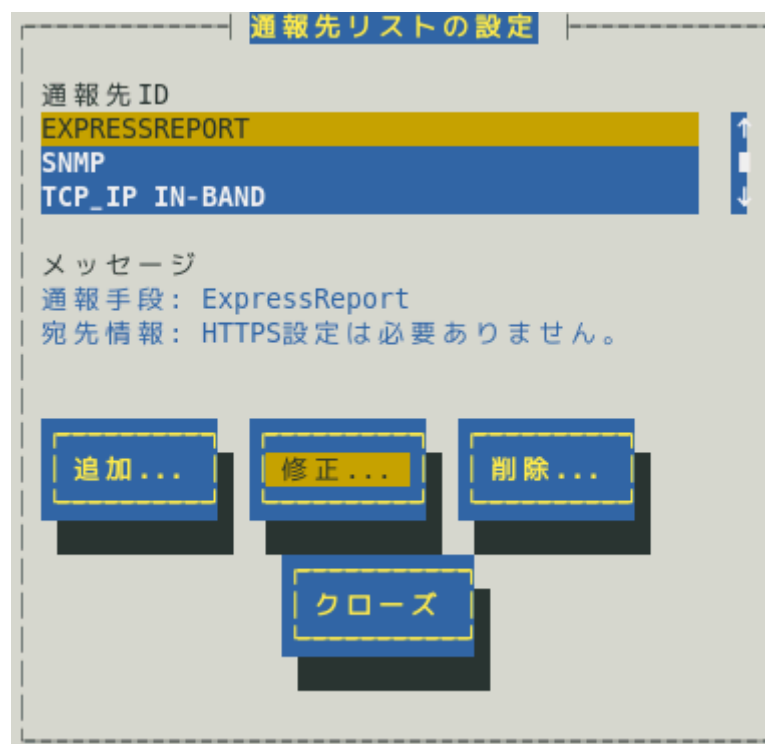 通報先リストの設定
通報先ID
EXPRESSREPORT
SNMP
TCP_IP IN-BAND
メッセージ
通報手段: ExpressReport
宛先情報: HTTPS設定は必要ありません。
追加... 修正... 削除...
クローズ